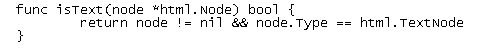 func isText(node *html.Node) bool {
        return node != nil && node.Type == html.TextNode
}